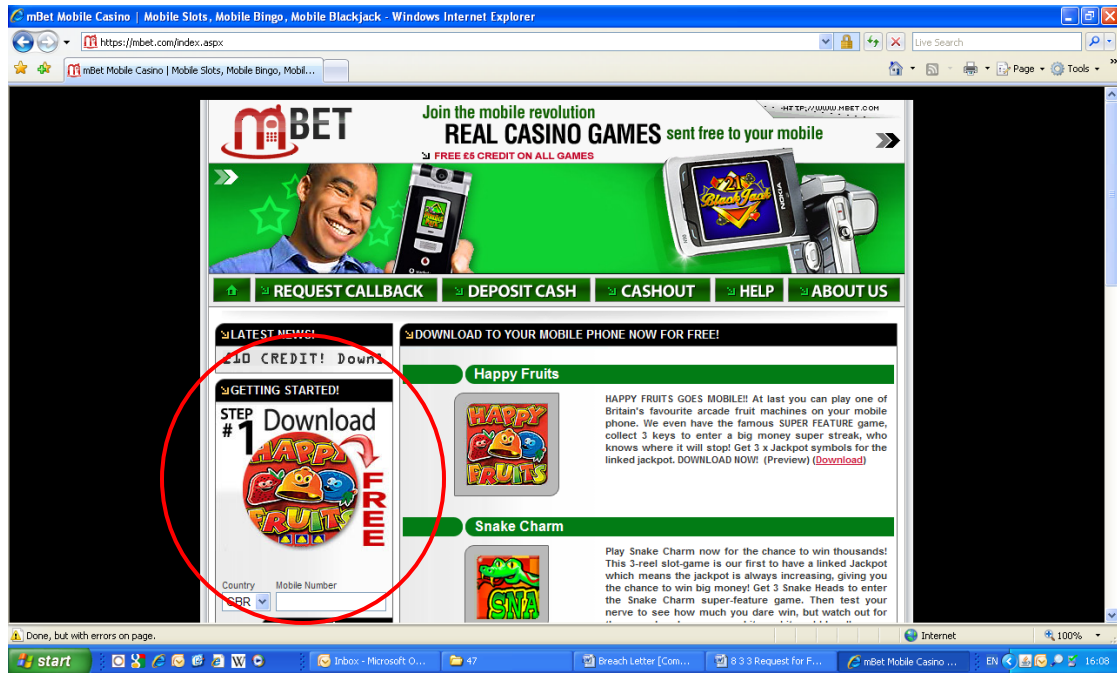 mBet Mobile Casino | Mobile Slots, Mobile Bingo, Mobile Blackjack - Windows Internet Explorer
https://mbet.com/index.aspx
Live Search
mBet Mobile Casino | Mobile Slots, Mobile Bingo, Mobil...
Page
Tools
mBET
Join the mobile revolution
REAL CASINO GAMES sent free to your mobile
FREE £5 CREDIT ON ALL GAMES
HTTP://WWW.MBET.COM
21
Black Jack
NOKIA
REQUEST CALLBACK
DEPOSIT CASH
CASHOUT
HELP
ABOUT US
LATEST NEWS!
£10 CREDIT! Downl
GETTING STARTED!
STEP
#1
Download
HAPPY
FRUITS
FREE
Country
Mobile Number
GBR
DOWNLOAD TO YOUR MOBILE PHONE NOW FOR FREE!
Happy Fruits
HAPPY
FRUITS
HAPPY FRUITS GOES MOBILE!! At last you can play one of
Britain's favourite arcade fruit machines on your mobile
phone. We even have the famous SUPER FEATURE game,
collect 3 keys to enter a big money super streak, who
knows where it will stop! Get 3 x Jackpot symbols for the
linked jackpot. DOWNLOAD NOW! (Preview) (Download)
Snake Charm
SNA
Play Snake Charm now for the chance to win thousands!
This 3-reel slot-game is our first to have a linked Jackpot
which means the jackpot is always increasing, giving you
the chance to win big money! Get 3 Snake Heads to enter
the Snake Charm super-feature game. Then test your
nerve to see how much you dare win, but watch out for
Done, but with errors on page.
Internet
100%
start
Inbox - Microsoft O...
47
Breach Letter [Com...
8 3 3 Request for F...
mBet Mobile Casino ...
EN
16:08